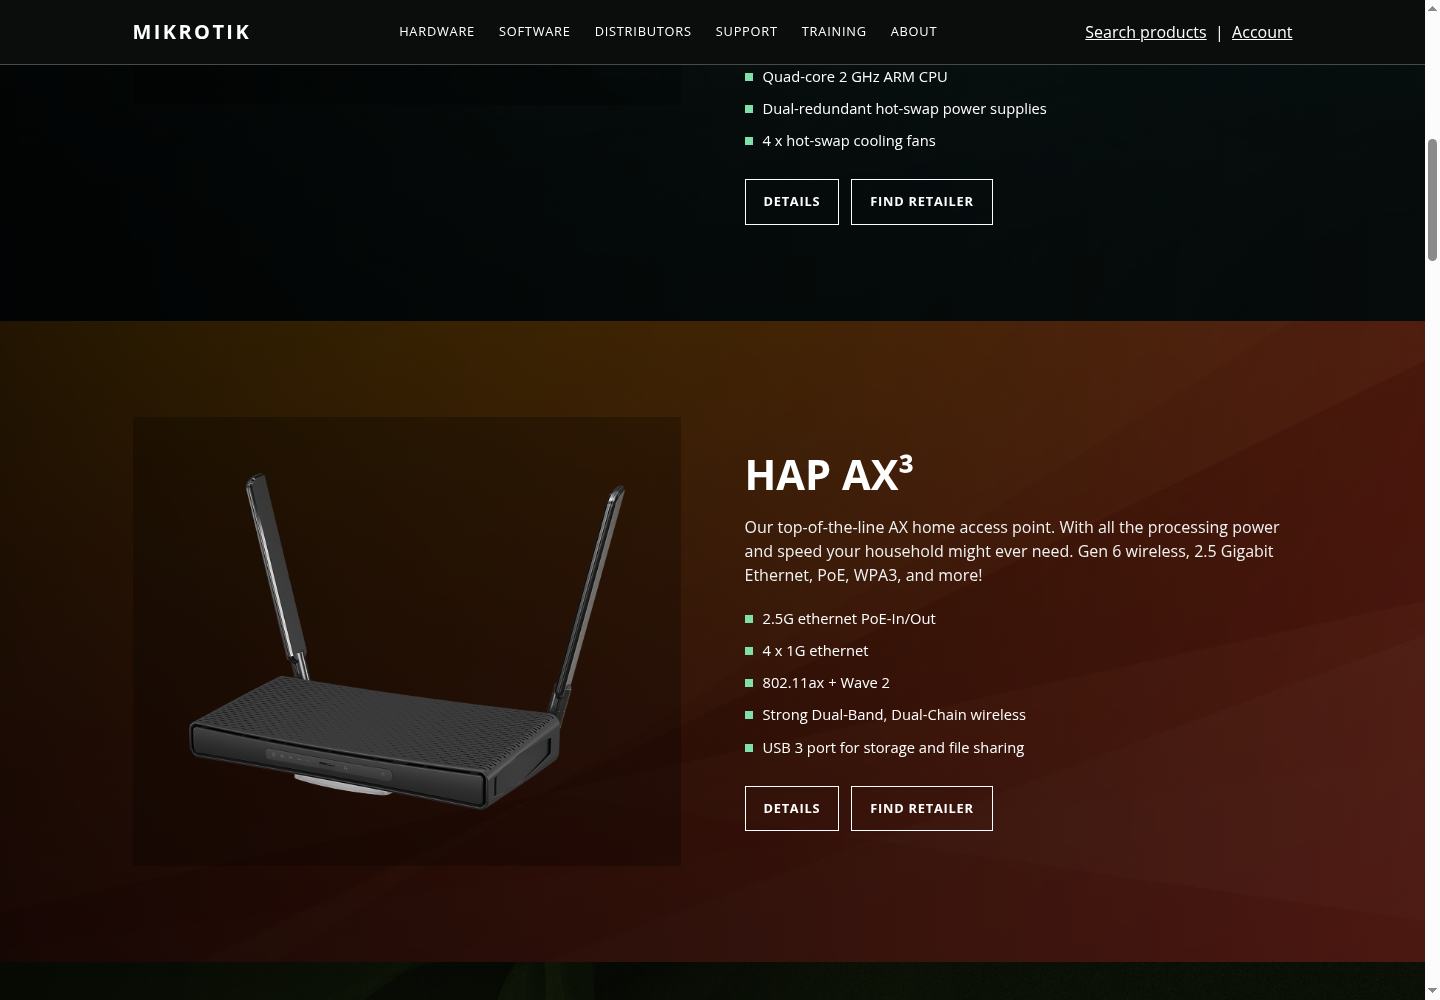 MIKROTIK
HARDWARE SOFTWARE DISTRIBUTORS SUPPORT TRAINING ABOUT
Search products | Account
Quad-core 2 GHz ARM CPU
Dual-redundant hot-swap power supplies
4 x hot-swap cooling fans
DETAILS FIND RETAILER
HAP AX³
Our top-of-the-line AX home access point. With all the processing power
and speed your household might ever need. Gen 6 wireless, 2.5 Gigabit
Ethernet, PoE, WPA3, and more!
2.5G ethernet PoE-In/Out
4 x 1G ethernet
802.11ax + Wave 2
Strong Dual-Band, Dual-Chain wireless
USB 3 port for storage and file sharing
DETAILS FIND RETAILER